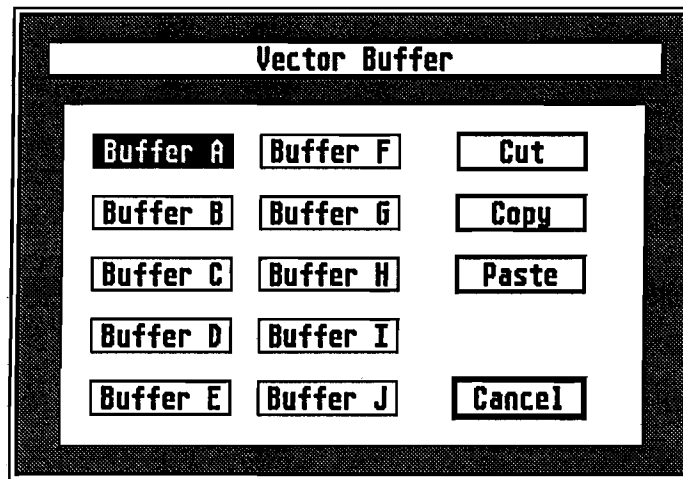 Vector Buffer
Buffer A Buffer F Cut
Buffer B Buffer G Copy
Buffer C Buffer H Paste
Buffer D Buffer I
Buffer E Buffer J Cancel